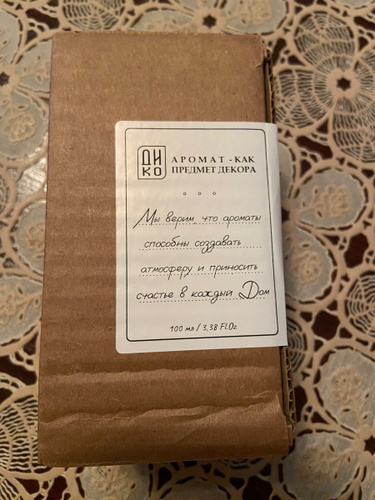 ДИ
КО
АРОМАТ - КАК
ПРЕДМЕТ ДЕКОРА
Мы верим, что ароматы
способны создавать
атмосферу и приносить
счастье в каждый Дом
100 мл / 3,38 Fl.Oz